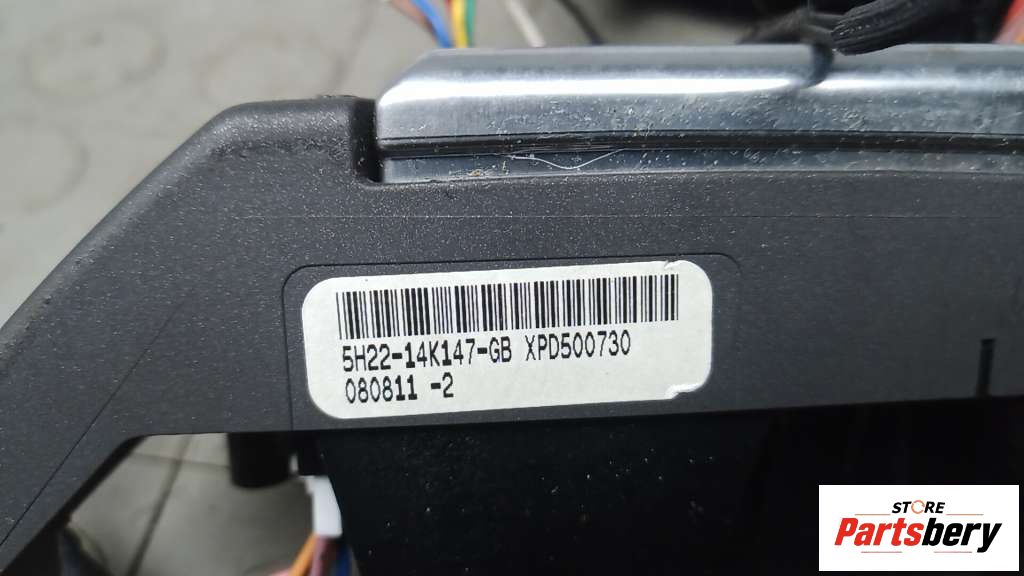 5H22-14K147-GB XPD500730
080811 -2
STORE
Partsbery